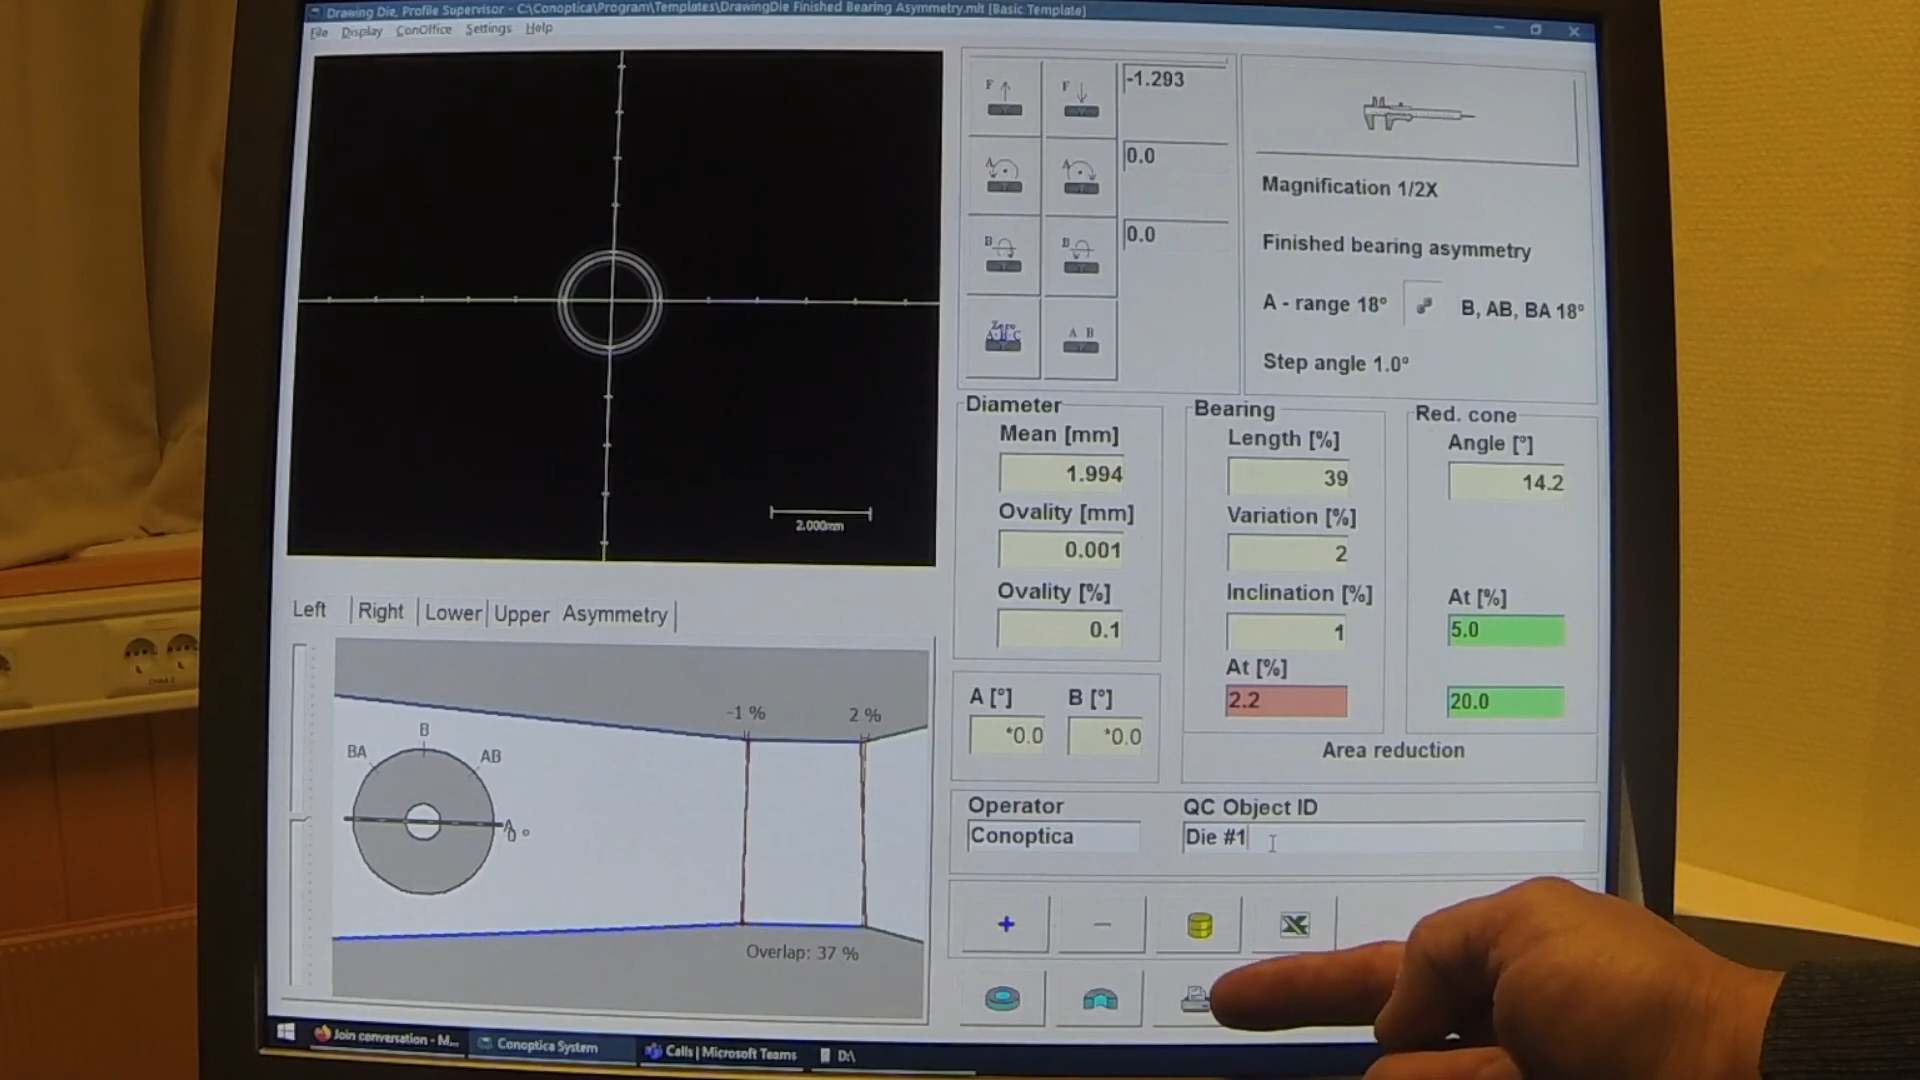 Drawing Die, Profile Supervisor - C:\Conoptica\Program\Templates\DrawingDie Finished Bearing Asymmetry.mlt [Basic Template]
File Display ConOffice Settings Help
F F -1.293
A A 0.0
B B 0.0
Zero A-B-C A B
Magnification 1/2X
Finished bearing asymmetry
A - range 18° B, AB, BA 18°
Step angle 1.0°
2.000mm
Diameter
Mean [mm]
1.994
Ovality [mm]
0.001
Ovality [%]
0.1
Bearing
Length [%]
39
Variation [%]
2
Inclination [%]
1
At [%]
2.2
Red. cone
Angle [°]
14.2
At [%]
5.0
20.0
A [°] B [°]
*0.0 *0.0
Area reduction
Left Right Lower Upper Asymmetry
-1 % 2 %
B
BA AB
A
0°
Overlap: 37 %
Operator
Conoptica
QC Object ID
Die #1
+ −
Join conversation - M... Conoptica System Calls | Microsoft Teams D:\